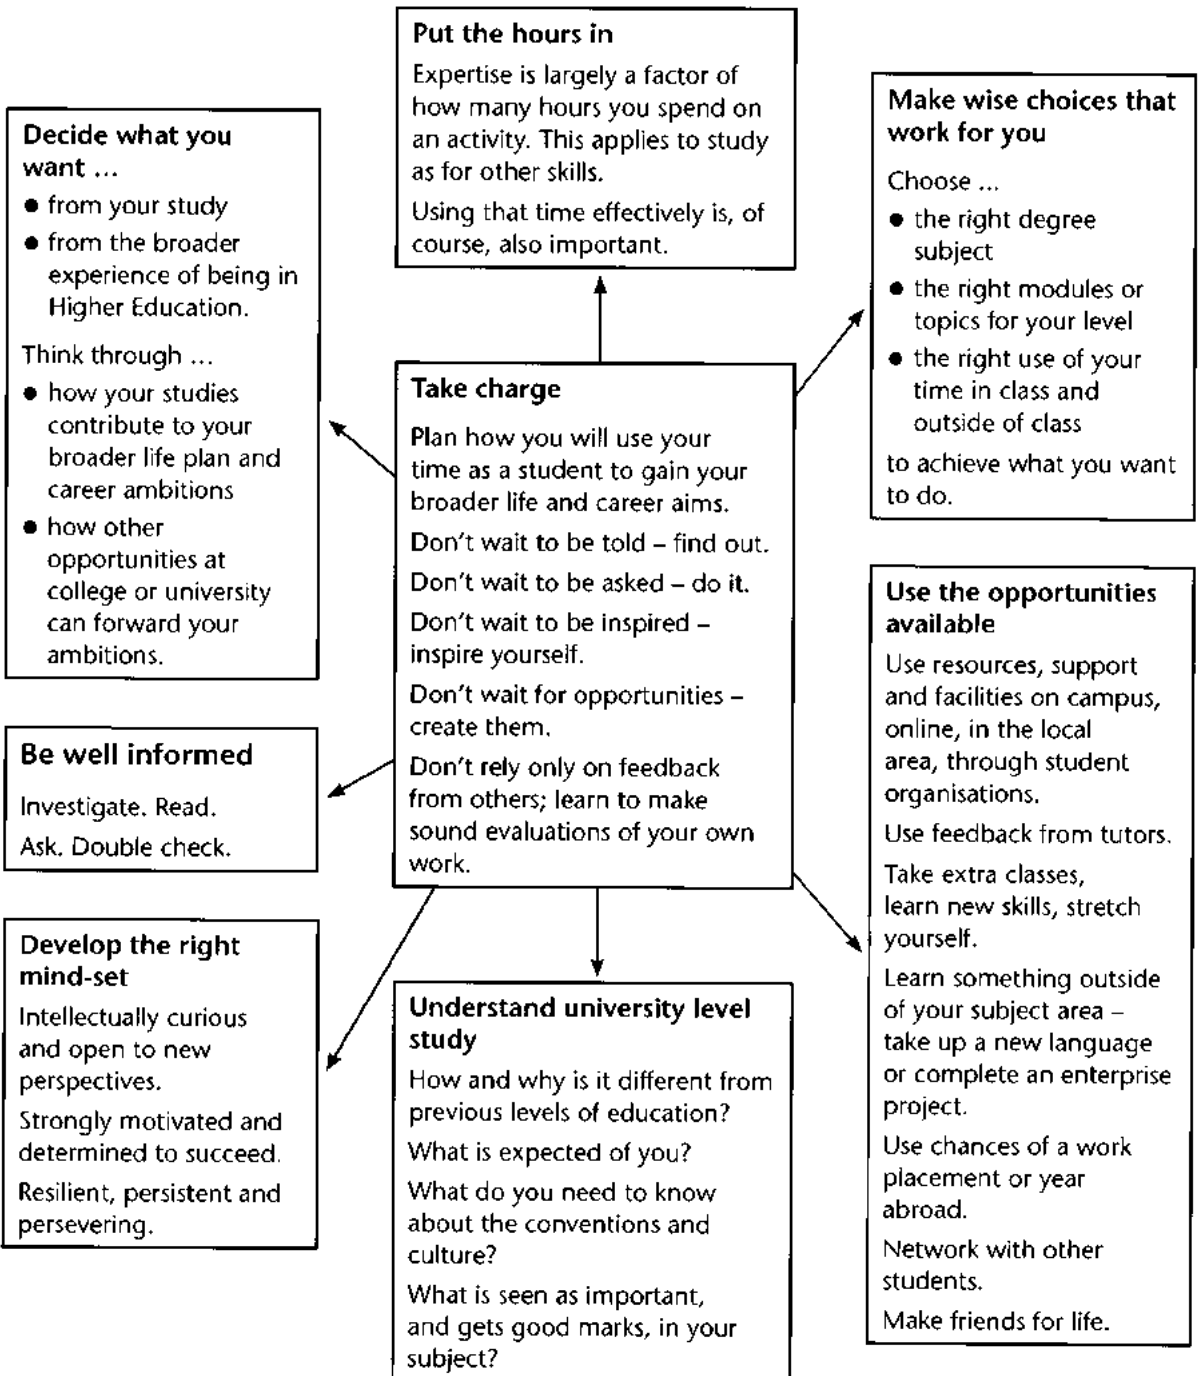 Put the hours in
Expertise is largely a factor of
how many hours you spend on
an activity. This applies to study
as for other skills.
Using that time effectively is, of
course, also important.
Decide what you
want ...
● from your study
● from the broader
experience of being in
Higher Education.
Think through ...
● how your studies
contribute to your
broader life plan and
career ambitions
● how other
opportunities at
college or university
can forward your
ambitions.
Make wise choices that
work for you
Choose ...
● the right degree
subject
● the right modules or
topics for your level
● the right use of your
time in class and
outside of class
to achieve what you want
to do.
Take charge
Plan how you will use your
time as a student to gain your
broader life and career aims.
Don't wait to be told – find out.
Don't wait to be asked – do it.
Don't wait to be inspired –
inspire yourself.
Don't wait for opportunities –
create them.
Don't rely only on feedback
from others; learn to make
sound evaluations of your own
work.
Use the opportunities
available
Use resources, support
and facilities on campus,
online, in the local
area, through student
organisations.
Use feedback from tutors.
Take extra classes,
learn new skills, stretch
yourself.
Learn something outside
of your subject area –
take up a new language
or complete an enterprise
project.
Use chances of a work
placement or year
abroad.
Network with other
students.
Make friends for life.
Be well informed
Investigate. Read.
Ask. Double check.
Develop the right
mind-set
Intellectually curious
and open to new
perspectives.
Strongly motivated and
determined to succeed.
Resilient, persistent and
persevering.
Understand university level
study
How and why is it different from
previous levels of education?
What is expected of you?
What do you need to know
about the conventions and
culture?
What is seen as important,
and gets good marks, in your
subject?